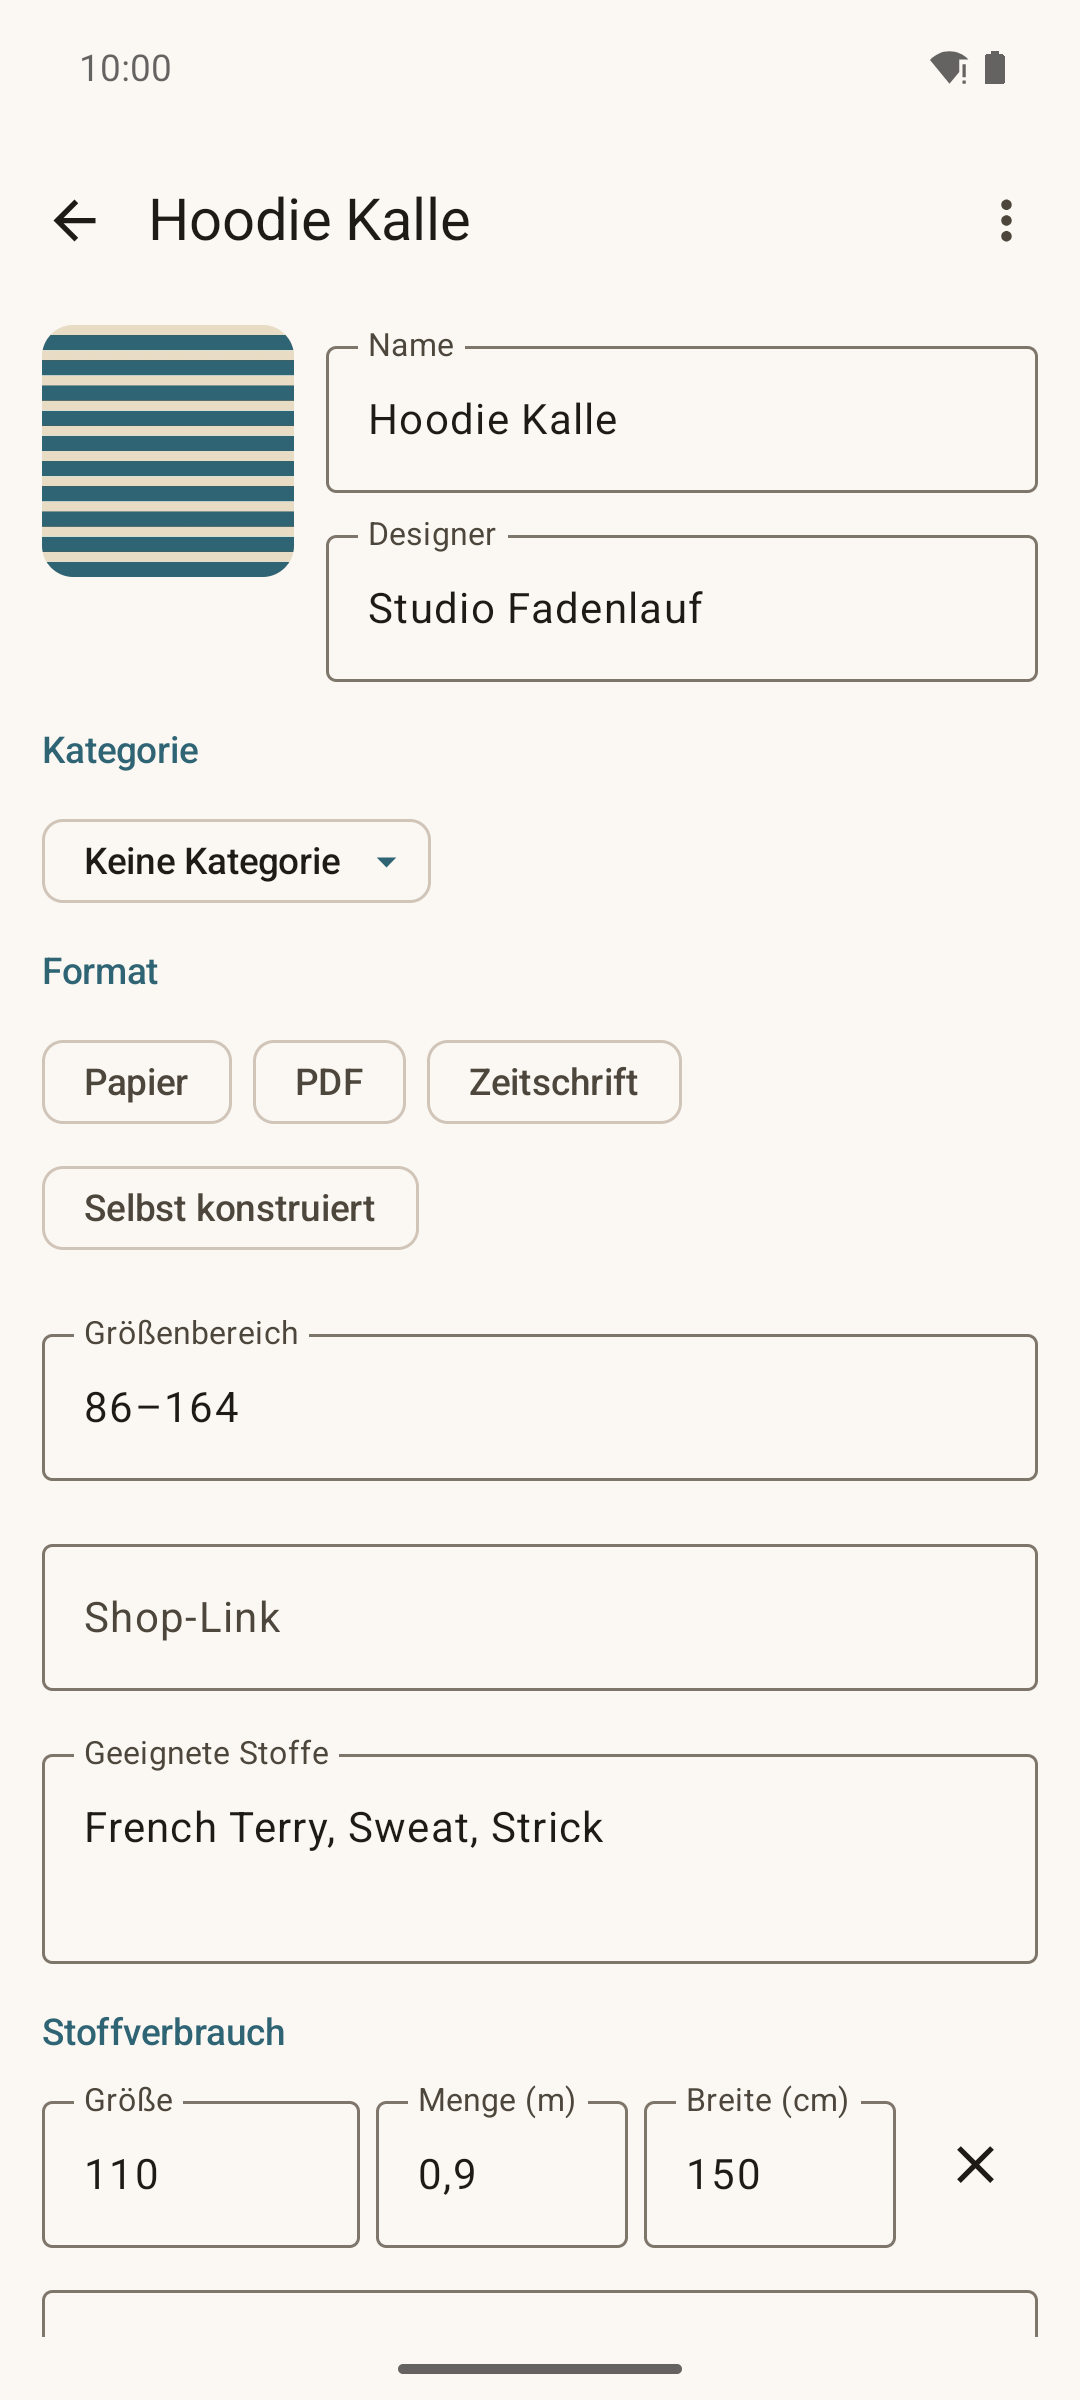 10:00
Hoodie Kalle
Name
Hoodie Kalle
Designer
Studio Fadenlauf
Kategorie
Keine Kategorie
Format
Papier PDF Zeitschrift
Selbst konstruiert
Größenbereich
86–164
Shop-Link
Geeignete Stoffe
French Terry, Sweat, Strick
Stoffverbrauch
Größe Menge (m) Breite (cm)
110 0,9 150